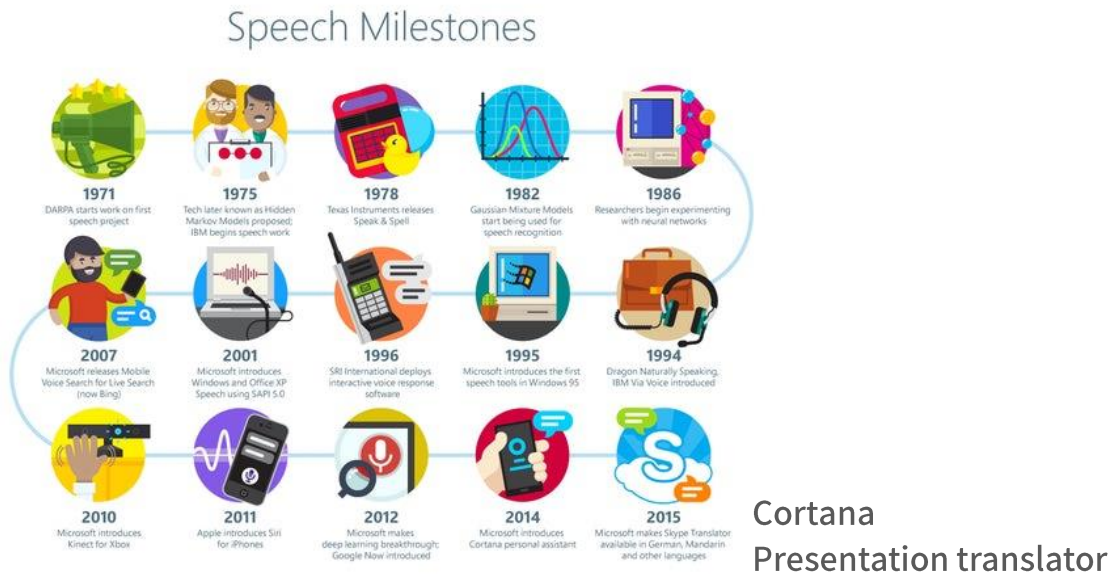 Speech Milestones
1971
DARPA starts work on first
speech project
1975
Tech later known as Hidden
Markov Models proposed;
IBM begins speech work
1978
Texas Instruments releases
Speak & Spell
1982
Gaussian Mixture Models
start being used for
speech recognition
1986
Researchers begin experimenting
with neural networks
1994
Dragon Naturally Speaking,
IBM Via Voice introduced
1995
Microsoft introduces the first
speech tools in Windows 95
1996
SRI International deploys
interactive voice response
software
2001
Microsoft introduces
Windows and Office XP
Speech using SAPI 5.0
2007
Microsoft releases Mobile
Voice Search for Live Search
(now Bing)
2010
Microsoft introduces
Kinect for Xbox
2011
Apple introduces Siri
for iPhones
2012
Microsoft makes
deep learning breakthrough;
Google Now introduced
2014
Microsoft introduces
Cortana personal assistant
S
2015
Microsoft makes Skype Translator
available in German, Mandarin
and other languages
Cortana
Presentation translator